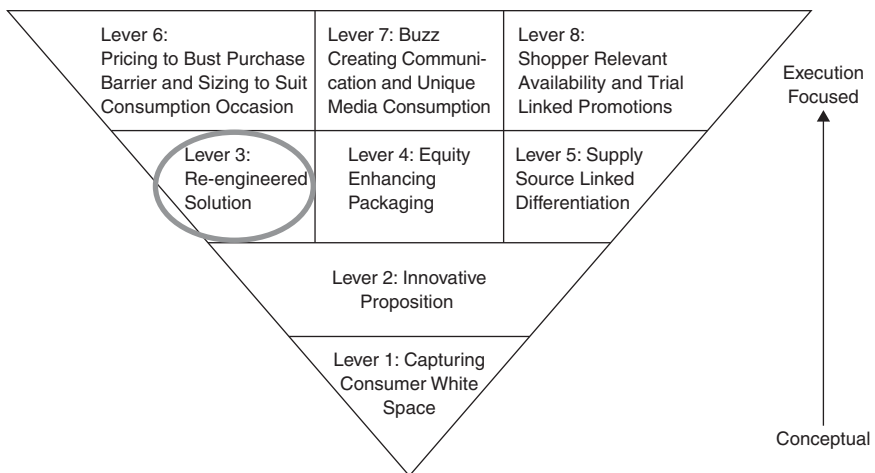 Lever 6:
Pricing to Bust Purchase
Barrier and Sizing to Suit
Consumption Occasion
Lever 7: Buzz
Creating Communi-
cation and Unique
Media Consumption
Lever 8:
Shopper Relevant
Availability and Trial
Linked Promotions
Execution
Focused
Lever 3:
Re-engineered
Solution
Lever 4: Equity
Enhancing
Packaging
Lever 5: Supply
Source Linked
Differentiation
Lever 2: Innovative
Proposition
Lever 1: Capturing
Consumer White
Space
Conceptual